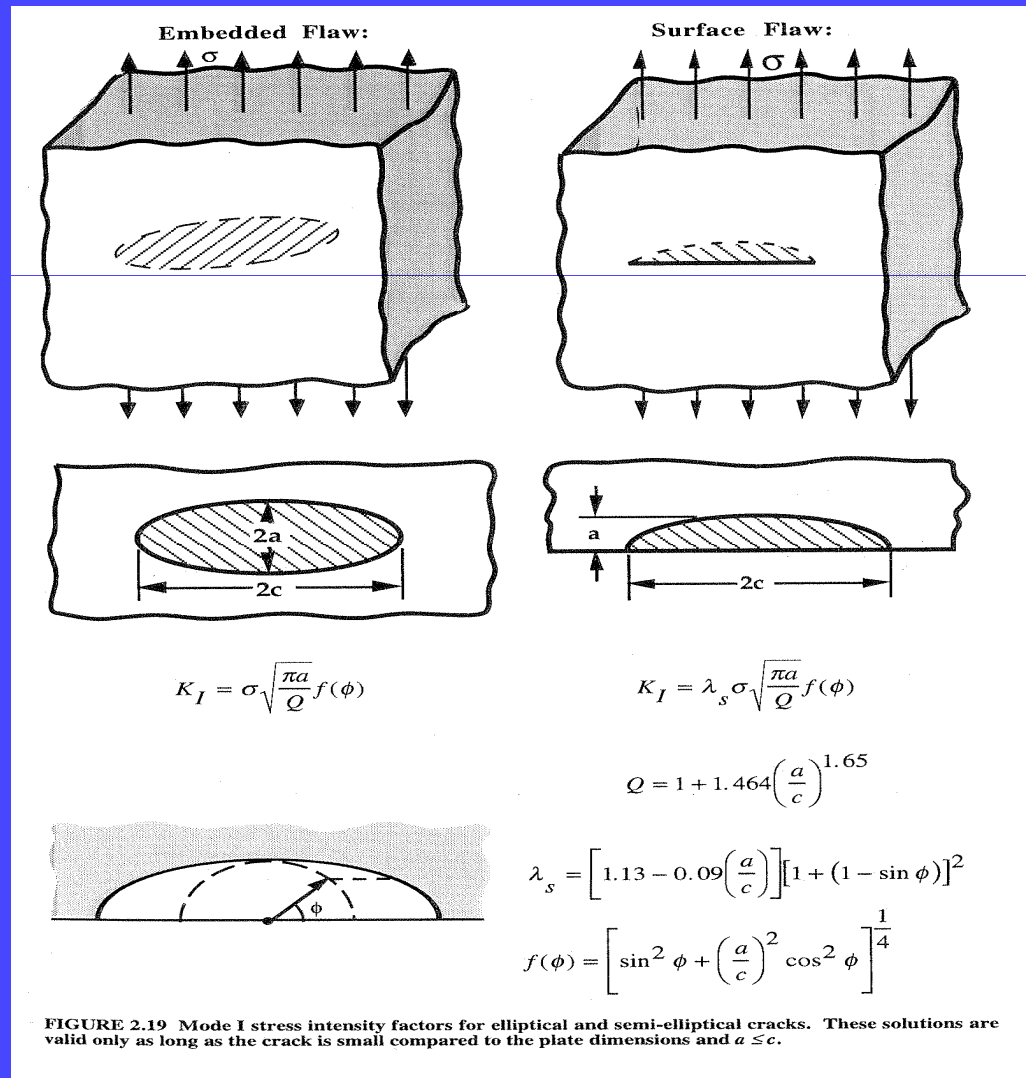 Embedded Flaw:
σ
Surface Flaw:
σ
2a
2c
a
2c
K_I = σ√(πa/Q) f(φ)
K_I = λ_s σ√(πa/Q) f(φ)
Q = 1 + 1.464(a/c)^1.65
φ
λ_s = [1.13 − 0.09(a/c)][1 + (1 − sin φ)]^2
f(φ) = [sin^2 φ + (a/c)^2 cos^2 φ]^(1/4)
FIGURE 2.19 Mode I stress intensity factors for elliptical and semi-elliptical cracks. These solutions are
valid only as long as the crack is small compared to the plate dimensions and a ≤c.